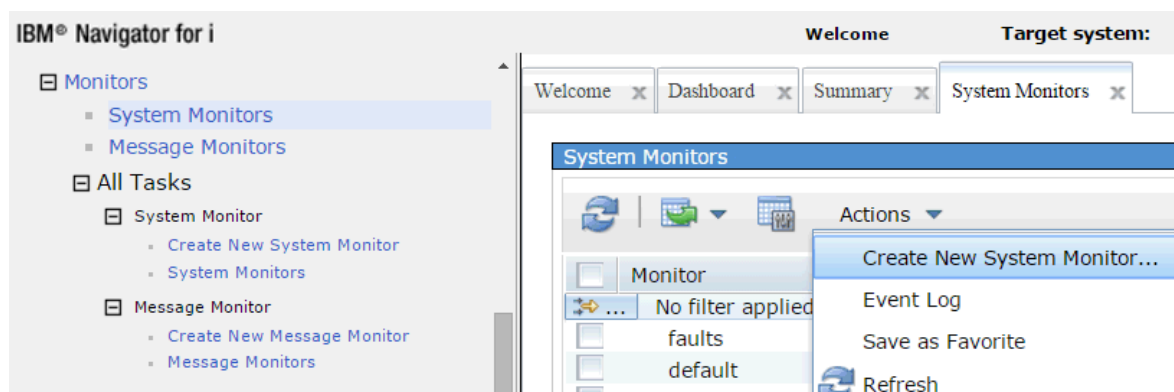 IBM® Navigator for i
Welcome
Target system:
Monitors
System Monitors
Message Monitors
All Tasks
System Monitor
Create New System Monitor
System Monitors
Message Monitor
Create New Message Monitor
Message Monitors
Welcome
Dashboard
Summary
System Monitors
System Monitors
Actions
Create New System Monitor...
Event Log
Save as Favorite
Refresh
Monitor
... No filter applied
faults
default